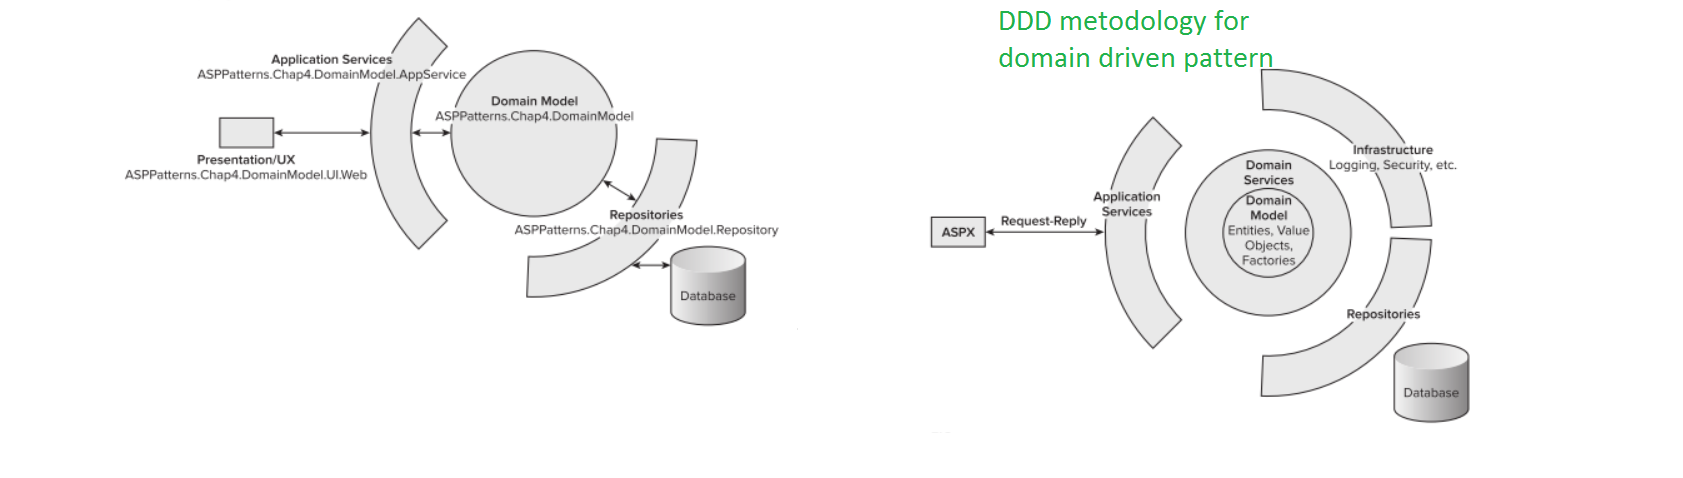 Application Services
ASPPatterns.Chap4.DomainModel.AppService
Domain Model
ASPPatterns.Chap4.DomainModel
Presentation/UX
ASPPatterns.Chap4.DomainModel.UI.Web
Repositories
ASPPatterns.Chap4.DomainModel.Repository
Database
DDD metodology for
domain driven pattern
Infrastructure
Logging, Security, etc.
Domain
Services
Domain
Model
Entities, Value
Objects,
Factories
Application
Services
Request-Reply
ASPX
Repositories
Database